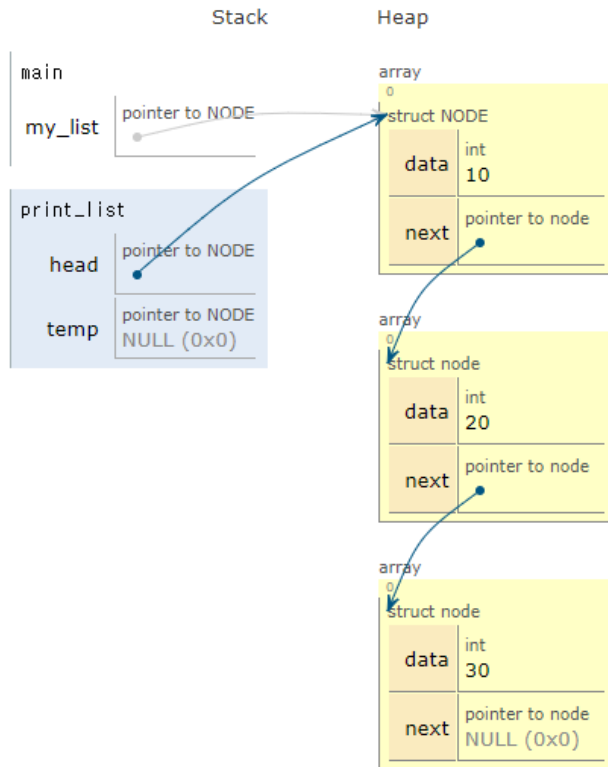 Stack Heap
main
my_list pointer to NODE
print_list
head pointer to NODE
temp pointer to NODE
NULL (0x0)
array
0
struct NODE
data int
10
next pointer to node
array
0
struct node
data int
20
next pointer to node
array
0
struct node
data int
30
next pointer to node
NULL (0x0)